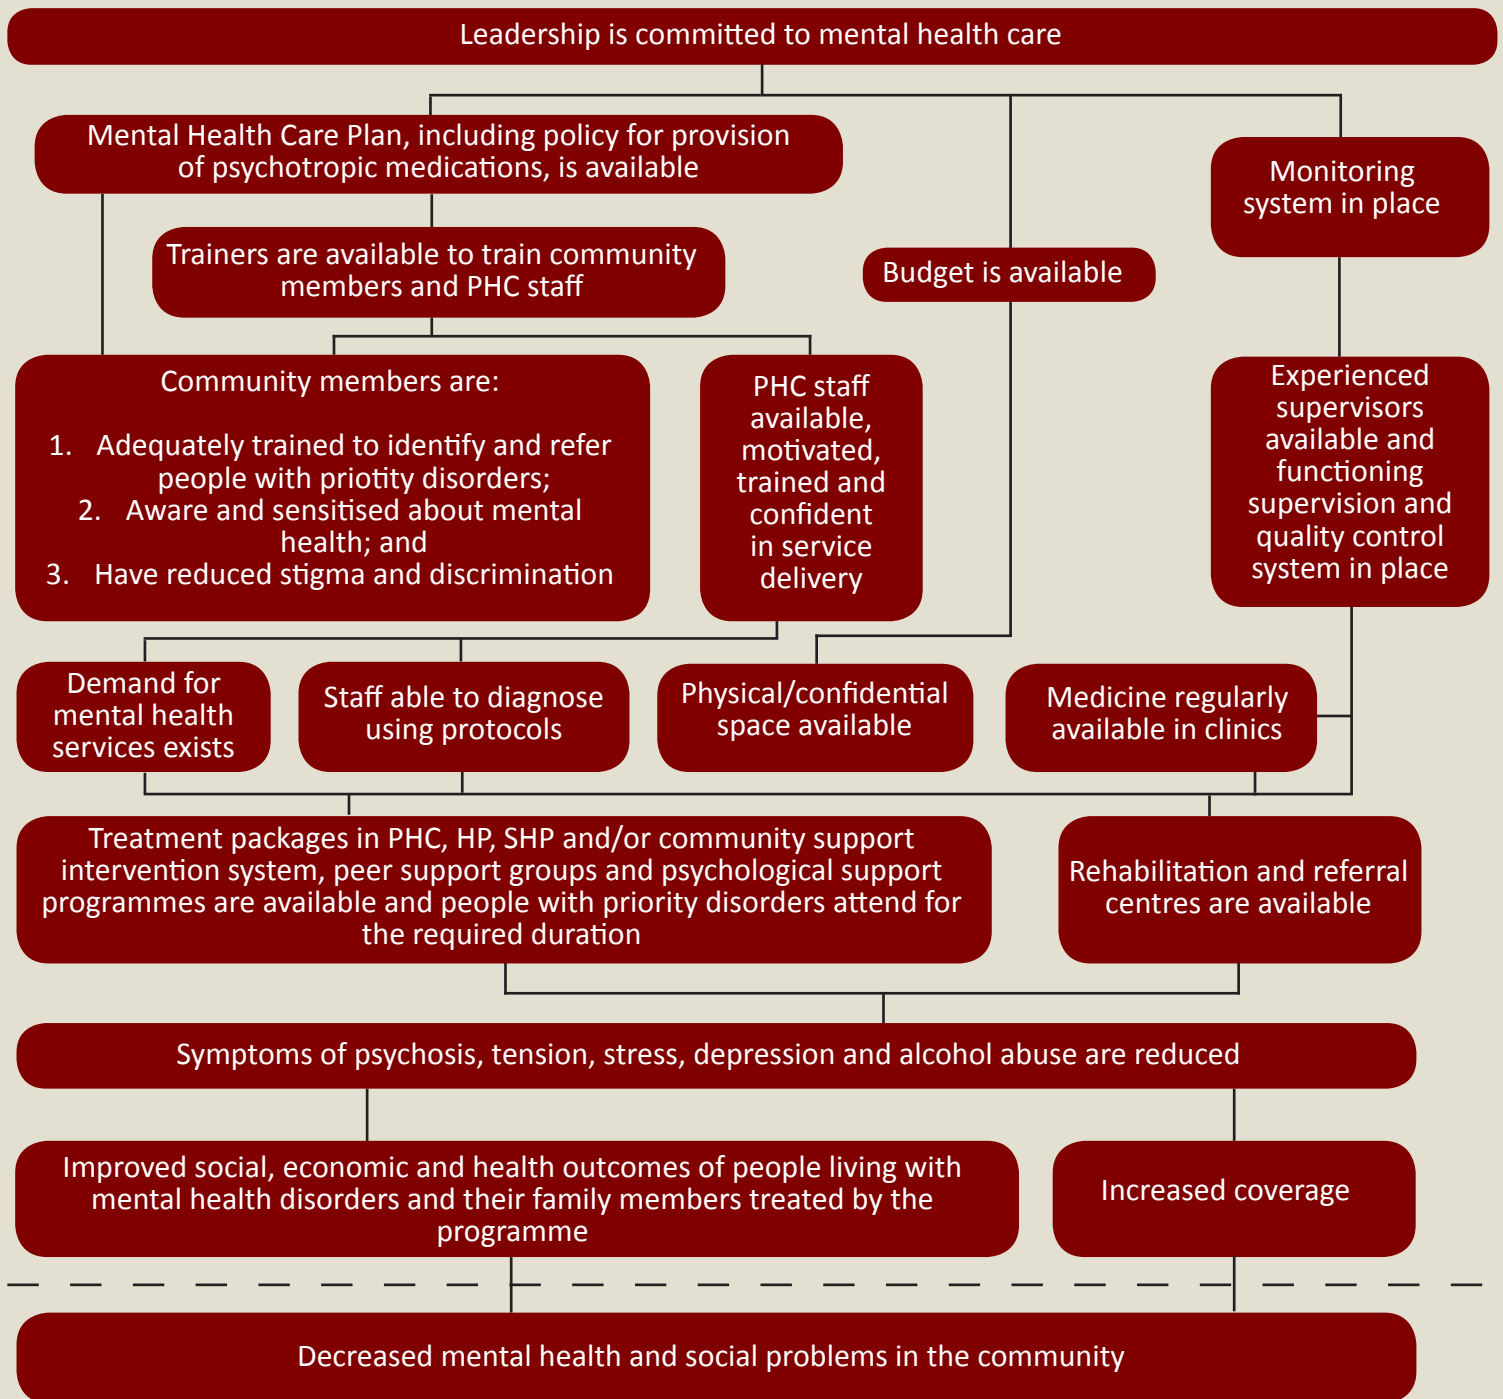 Leadership is committed to mental health care
Mental Health Care Plan, including policy for provision
of psychotropic medications, is available
Monitoring
system in place
Trainers are available to train community
members and PHC staff
Budget is available
Community members are:
1. Adequately trained to identify and refer
people with priotity disorders;
2. Aware and sensitised about mental
health; and
3. Have reduced stigma and discrimination
PHC staff
available,
motivated,
trained and
confident
in service
delivery
Experienced
supervisors
available and
functioning
supervision and
quality control
system in place
Demand for
mental health
services exists
Staff able to diagnose
using protocols
Physical/confidential
space available
Medicine regularly
available in clinics
Treatment packages in PHC, HP, SHP and/or community support
intervention system, peer support groups and psychological support
programmes are available and people with priority disorders attend for
the required duration
Rehabilitation and referral
centres are available
Symptoms of psychosis, tension, stress, depression and alcohol abuse are reduced
Improved social, economic and health outcomes of people living with
mental health disorders and their family members treated by the
programme
Increased coverage
Decreased mental health and social problems in the community